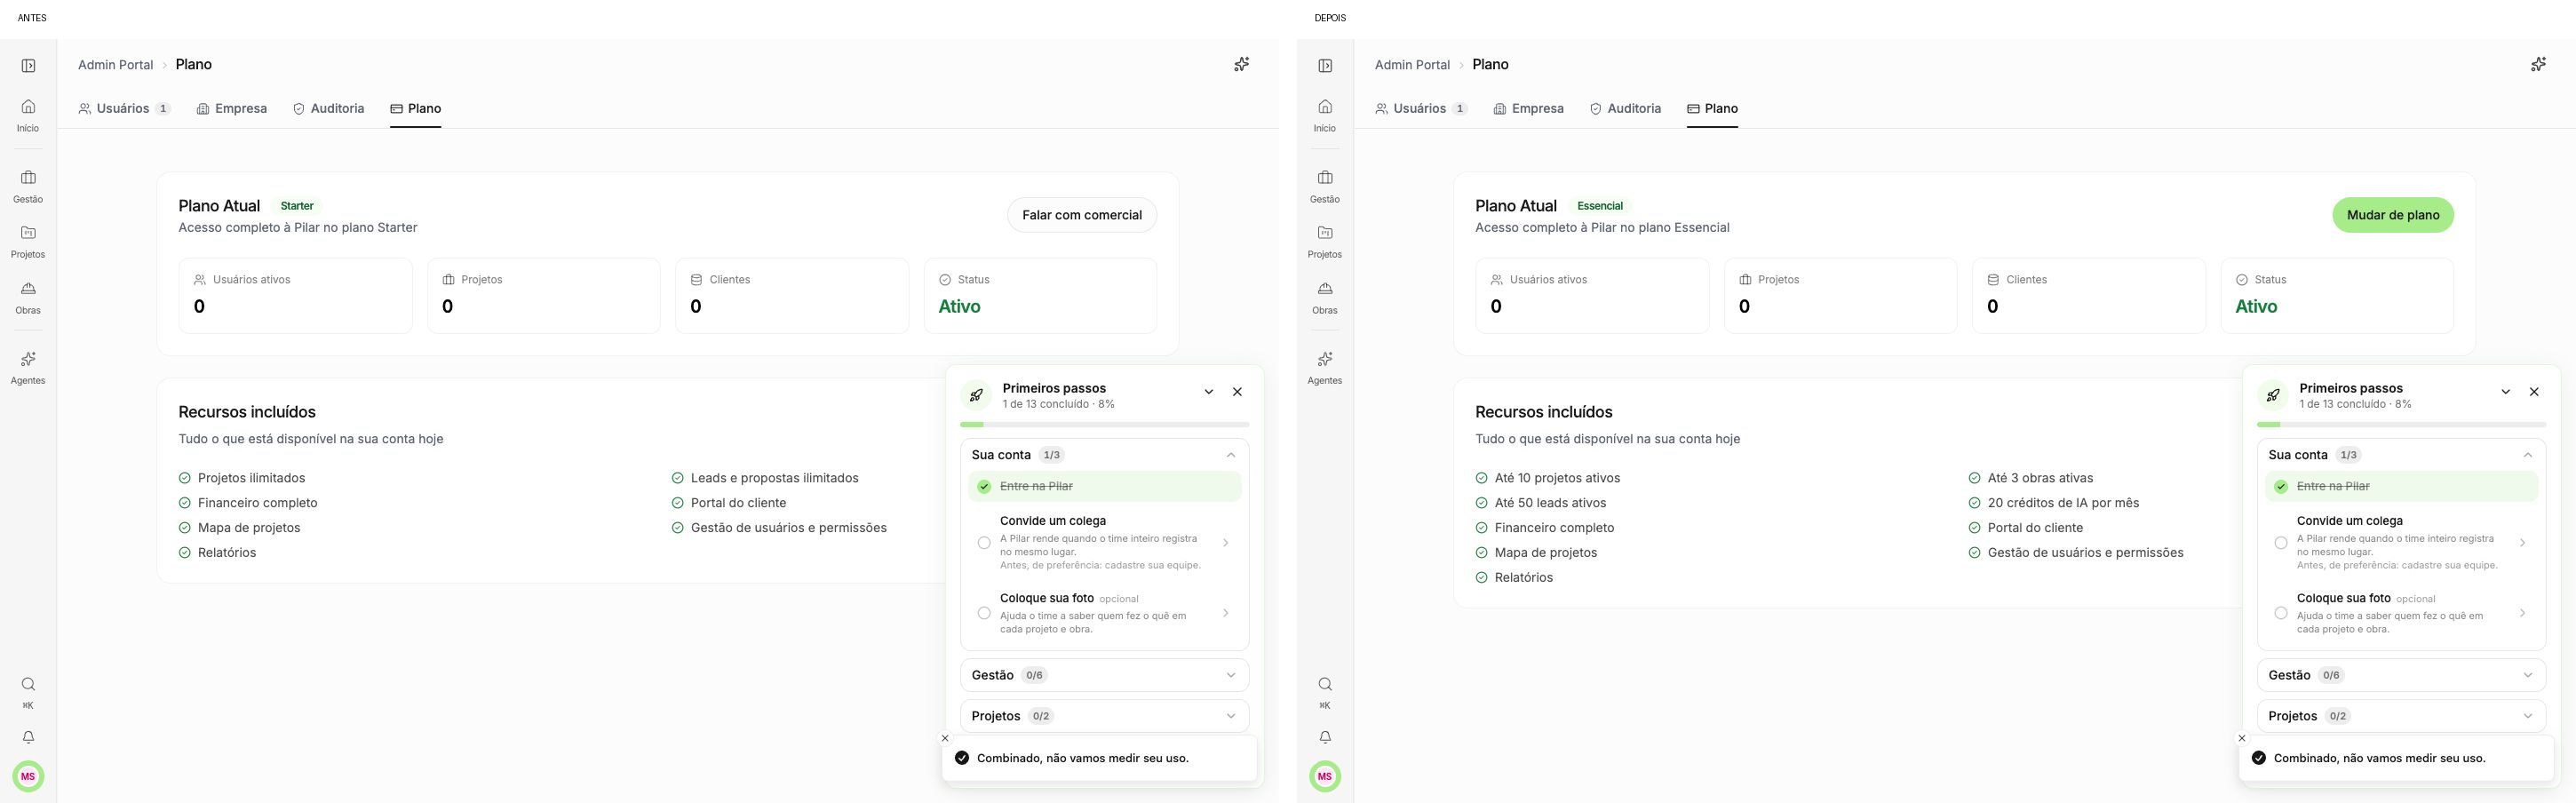 ANTES
Admin Portal > Plano
Usuários 1
Empresa
Auditoria
Plano
Início
Gestão
Projetos
Obras
Agentes
⌘K
MS
Plano Atual Starter
Acesso completo à Pilar no plano Starter
Falar com comercial
Usuários ativos
0
Projetos
0
Clientes
0
Status
Ativo
Recursos incluídos
Tudo o que está disponível na sua conta hoje
Projetos ilimitados
Financeiro completo
Mapa de projetos
Relatórios
Leads e propostas ilimitados
Portal do cliente
Gestão de usuários e permissões
Primeiros passos
1 de 13 concluído · 8%
Sua conta 1/3
Entre na Pilar
Convide um colega
A Pilar rende quando o time inteiro registra
no mesmo lugar.
Antes, de preferência: cadastre sua equipe.
Coloque sua foto opcional
Ajuda o time a saber quem fez o quê em
cada projeto e obra.
Gestão 0/6
Projetos 0/2
Combinado, não vamos medir seu uso.
DEPOIS
Admin Portal > Plano
Usuários 1
Empresa
Auditoria
Plano
Início
Gestão
Projetos
Obras
Agentes
⌘K
MS
Plano Atual Essencial
Acesso completo à Pilar no plano Essencial
Mudar de plano
Usuários ativos
0
Projetos
0
Clientes
0
Status
Ativo
Recursos incluídos
Tudo o que está disponível na sua conta hoje
Até 10 projetos ativos
Até 50 leads ativos
Financeiro completo
Mapa de projetos
Relatórios
Até 3 obras ativas
20 créditos de IA por mês
Portal do cliente
Gestão de usuários e permissões
Primeiros passos
1 de 13 concluído · 8%
Sua conta 1/3
Entre na Pilar
Convide um colega
A Pilar rende quando o time inteiro registra
no mesmo lugar.
Antes, de preferência: cadastre sua equipe.
Coloque sua foto opcional
Ajuda o time a saber quem fez o quê em
cada projeto e obra.
Gestão 0/6
Projetos 0/2
Combinado, não vamos medir seu uso.